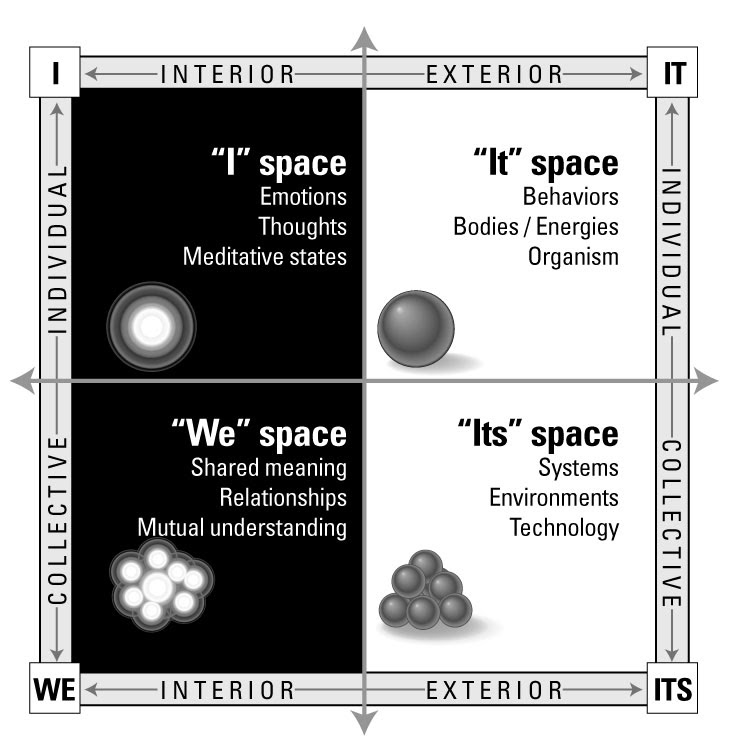 I
INTERIOR
EXTERIOR
IT
INDIVIDUAL
“I” space
Emotions
Thoughts
Meditative states
“It” space
Behaviors
Bodies / Energies
Organism
INDIVIDUAL
COLLECTIVE
“We” space
Shared meaning
Relationships
Mutual understanding
“Its” space
Systems
Environments
Technology
COLLECTIVE
WE
INTERIOR
EXTERIOR
ITS